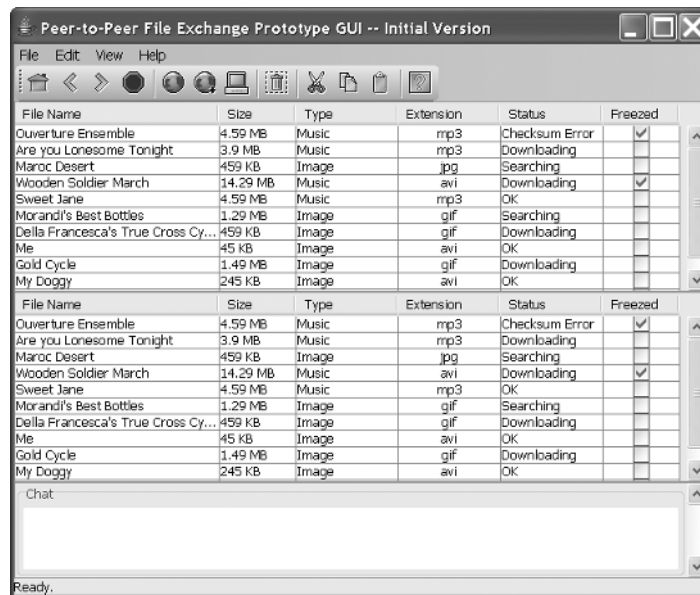 Peer-to-Peer File Exchange Prototype GUI -- Initial Version
File Edit View Help
File Name Size Type Extension Status Freezed
Ouverture Ensemble 4.59 MB Music mp3 Checksum Error
Are you Lonesome Tonight 3.9 MB Music mp3 Downloading
Maroc Desert 459 KB Image jpg Searching
Wooden Soldier March 14.29 MB Music avi Downloading
Sweet Jane 4.59 MB Music mp3 OK
Morandi's Best Bottles 1.29 MB Image gif Searching
Della Francesca's True Cross Cy... 459 KB Image gif Downloading
Me 45 KB Image avi OK
Gold Cycle 1.49 MB Image gif Downloading
My Doggy 245 KB Image avi OK
File Name Size Type Extension Status Freezed
Ouverture Ensemble 4.59 MB Music mp3 Checksum Error
Are you Lonesome Tonight 3.9 MB Music mp3 Downloading
Maroc Desert 459 KB Image jpg Searching
Wooden Soldier March 14.29 MB Music avi Downloading
Sweet Jane 4.59 MB Music mp3 OK
Morandi's Best Bottles 1.29 MB Image gif Searching
Della Francesca's True Cross Cy... 459 KB Image gif Downloading
Me 45 KB Image avi OK
Gold Cycle 1.49 MB Image gif Downloading
My Doggy 245 KB Image avi OK
Chat
Ready.